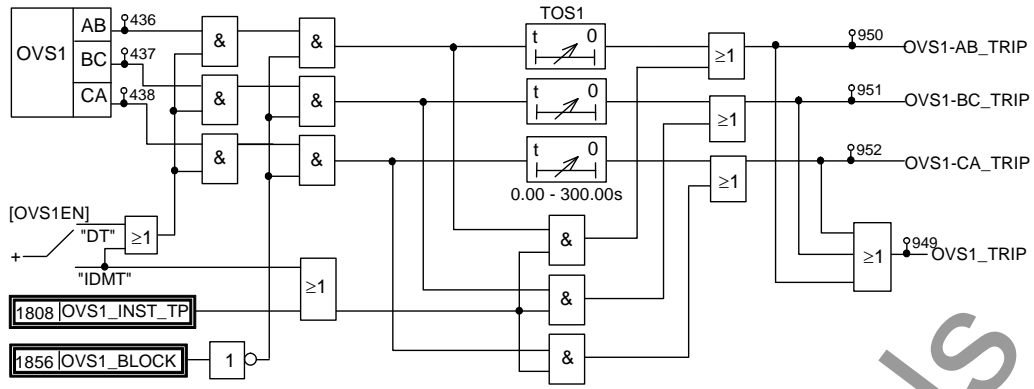 TOS1
OVS1
AB
436
BC
437
CA
438
&
&
&
&
&
&
t 0
t 0
t 0
0.00 - 300.00s
≥1
≥1
≥1
950
OVS1-AB_TRIP
951
OVS1-BC_TRIP
952
OVS1-CA_TRIP
[OVS1EN]
+
"DT"
≥1
"IDMT"
≥1
&
&
&
≥1
949
OVS1_TRIP
1808 OVS1_INST_TP
1856 OVS1_BLOCK
1